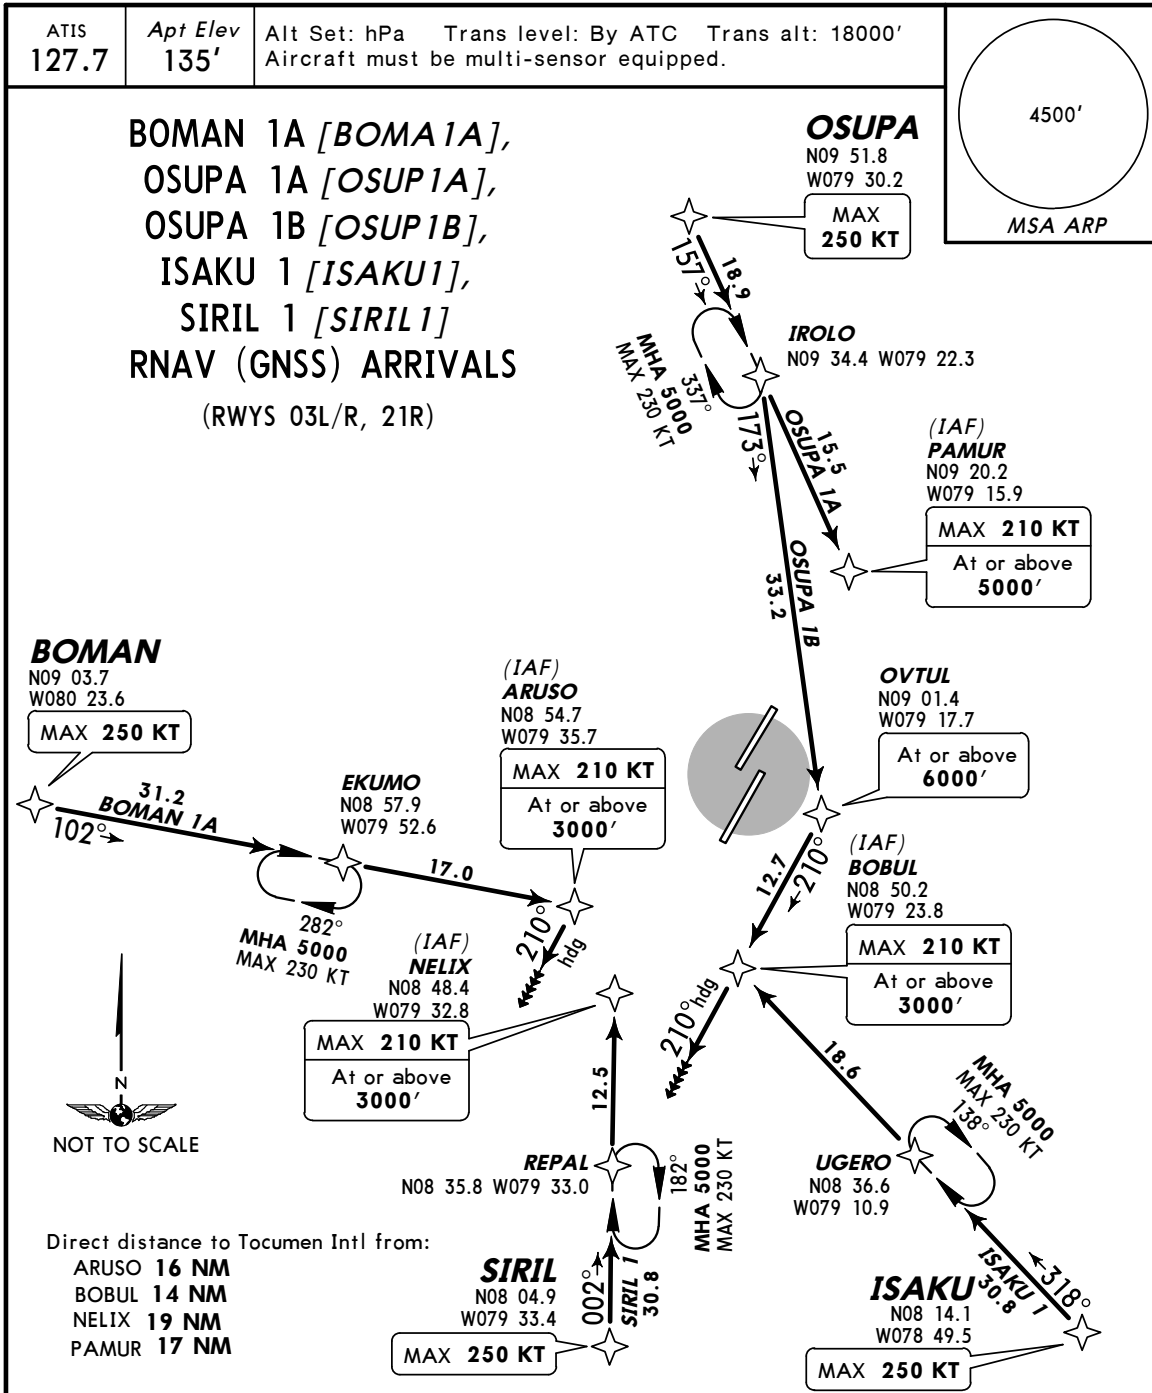 ATIS
127.7
Apt Elev
135'
Alt Set: hPa Trans level: By ATC Trans alt: 18000'
Aircraft must be multi-sensor equipped.
4500'
MSA ARP
BOMAN 1A [BOMA1A],
OSUPA 1A [OSUP1A],
OSUPA 1B [OSUP1B],
ISAKU 1 [ISAKU1],
SIRIL 1 [SIRIL1]
RNAV (GNSS) ARRIVALS
(RWYS 03L/R, 21R)
OSUPA
N09 51.8
W079 30.2
MAX
250 KT
157°
18.9
IROLO
N09 34.4 W079 22.3
MHA 5000
MAX 230 KT
337°
173°
15.5
OSUPA 1A
(IAF)
PAMUR
N09 20.2
W079 15.9
MAX 210 KT
At or above
5000'
OSUPA 1B
33.2
BOMAN
N09 03.7
W080 23.6
MAX 250 KT
31.2
BOMAN 1A
102°
EKUMO
N08 57.9
W079 52.6
282°
MHA 5000
MAX 230 KT
17.0
(IAF)
ARUSO
N08 54.7
W079 35.7
MAX 210 KT
At or above
3000'
210°
hdg
OVTUL
N09 01.4
W079 17.7
At or above
6000'
12.7
210°
(IAF)
BOBUL
N08 50.2
W079 23.8
MAX 210 KT
At or above
3000'
210° hdg
(IAF)
NELIX
N08 48.4
W079 32.8
MAX 210 KT
At or above
3000'
12.5
18.6
MHA 5000
MAX 230 KT
138°
N
NOT TO SCALE
REPAL
N08 35.8 W079 33.0
182°
MHA 5000
MAX 230 KT
UGERO
N08 36.6
W079 10.9
Direct distance to Tocumen Intl from:
ARUSO 16 NM
BOBUL 14 NM
NELIX 19 NM
PAMUR 17 NM
SIRIL
N08 04.9
W079 33.4
MAX 250 KT
002°
SIRIL 1
30.8
ISAKU
N08 14.1
W078 49.5
MAX 250 KT
318°
ISAKU 1
30.8